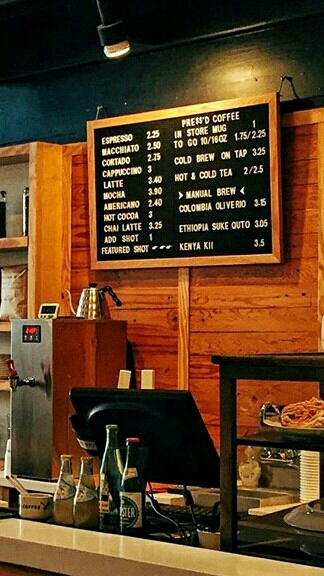 ESPRESSO 2.25
MACCHIATO 2.50
CORTADO 2.75
CAPPUCCINO 3
LATTE 3.40
MOCHA 3.90
AMERICANO 2.40
HOT COCOA 3
CHAI LATTE 3.25
ADD SHOT 1
FEATURED SHOT
PRESS'D COFFEE
IN STORE MUG 1
TO GO 10/16OZ 1.75/2.25
COLD BREW ON TAP 3.25
HOT & COLD TEA 2/2.5
> MANUAL BREW <
COLOMBIA OLIVERIO 3.15
ETHIOPIA SUKE QUTO 3.05
KENYA KII 3.5